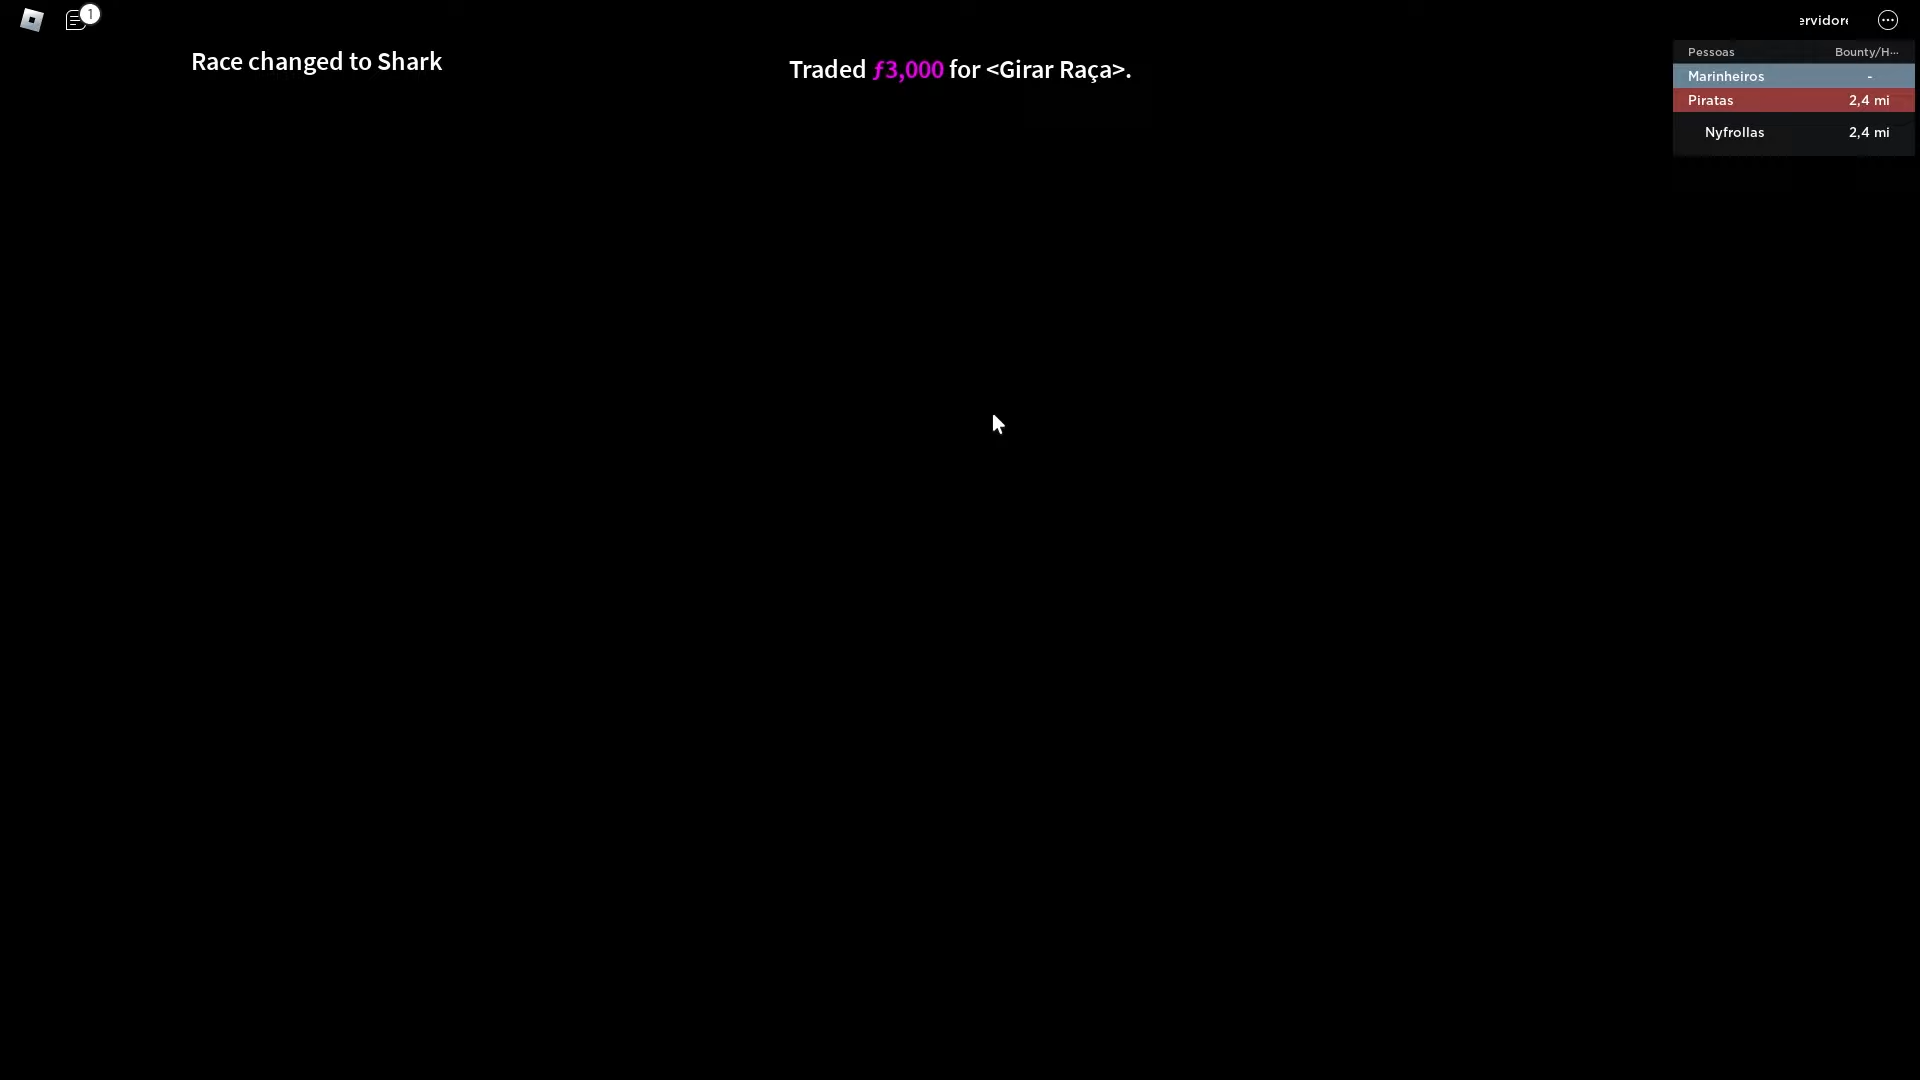 1
Race changed to Shark
Traded ƒ3,000 for <Girar Raça>.
ervidor
Pessoas Bounty/H...
Marinheiros -
Piratas 2,4 mi
Nyfrollas 2,4 mi